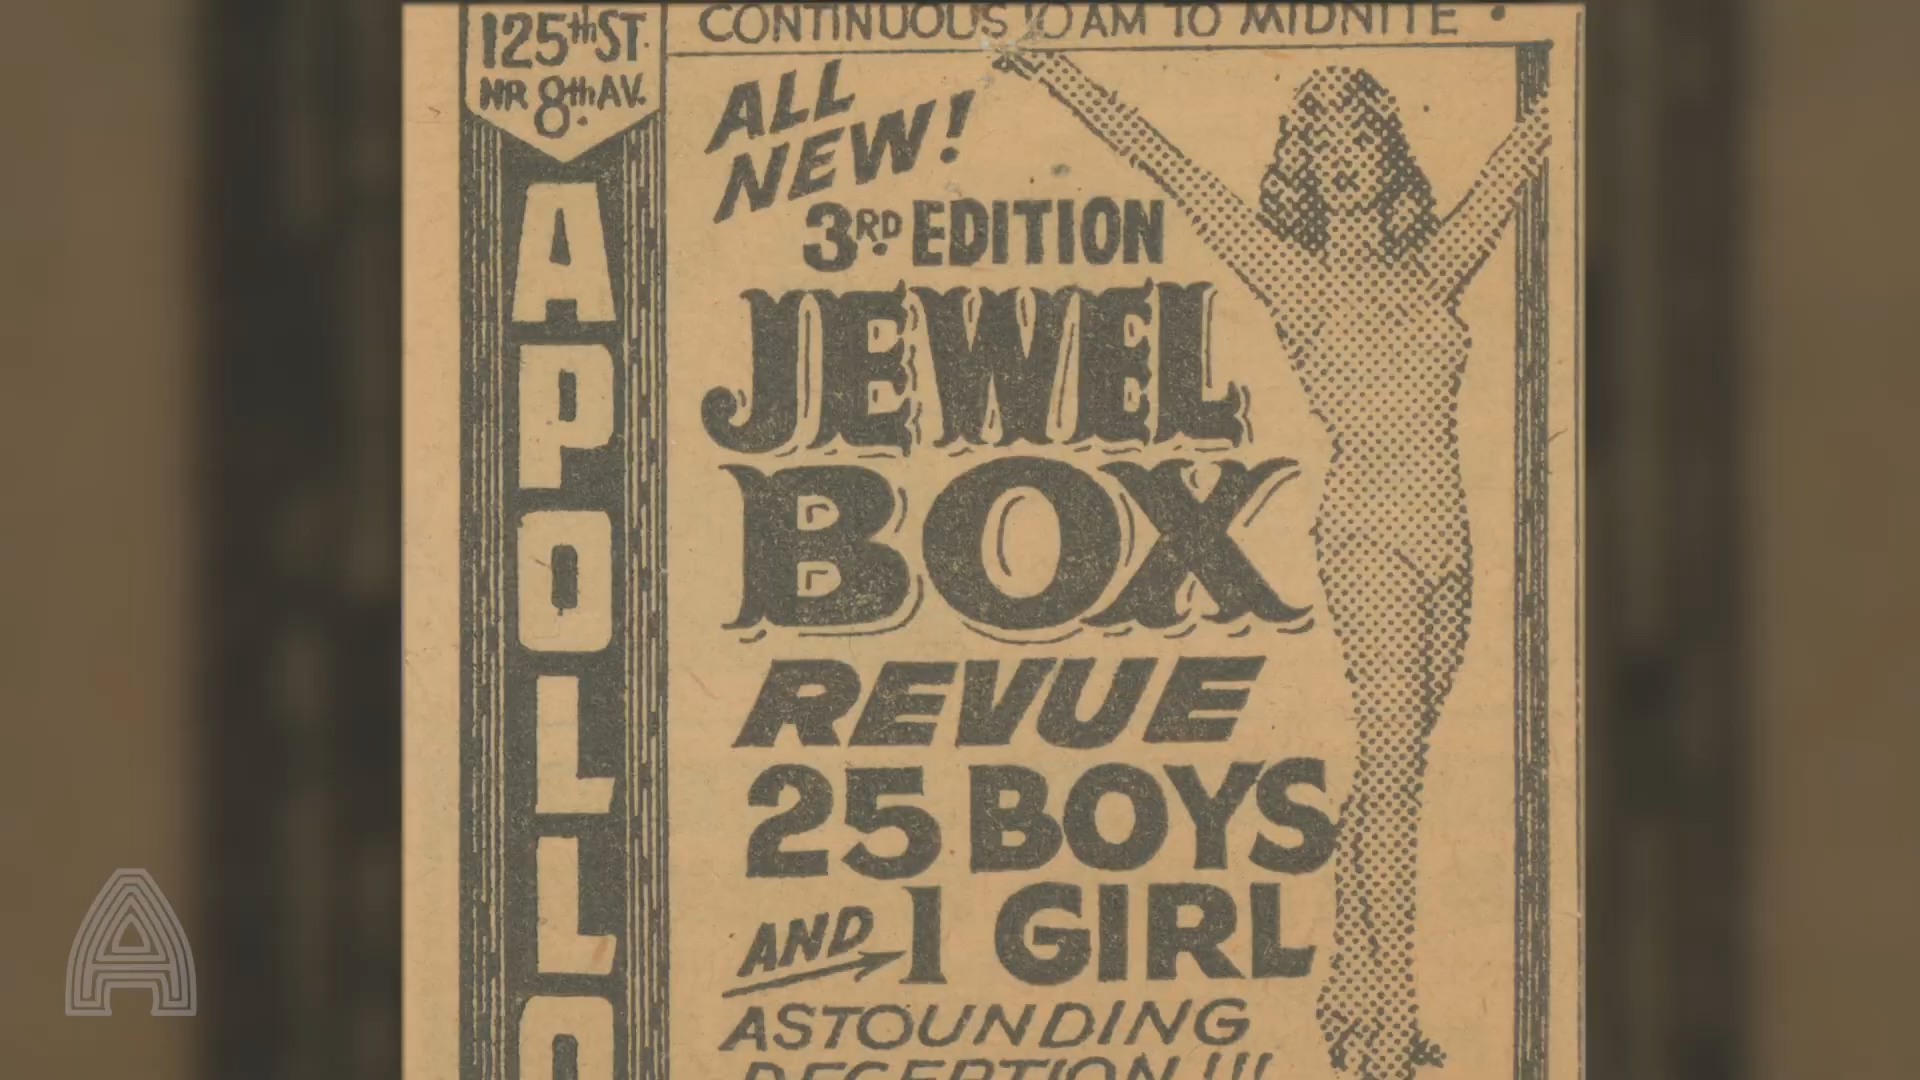 125th ST.
NR 8th AV.
APOLLO
CONTINUOUS 10 AM TO MIDNITE
ALL
NEW!
3RD EDITION
JEWEL
BOX
REVUE
25 BOYS
AND 1 GIRL
ASTOUNDING
DECEPTION!!!
A